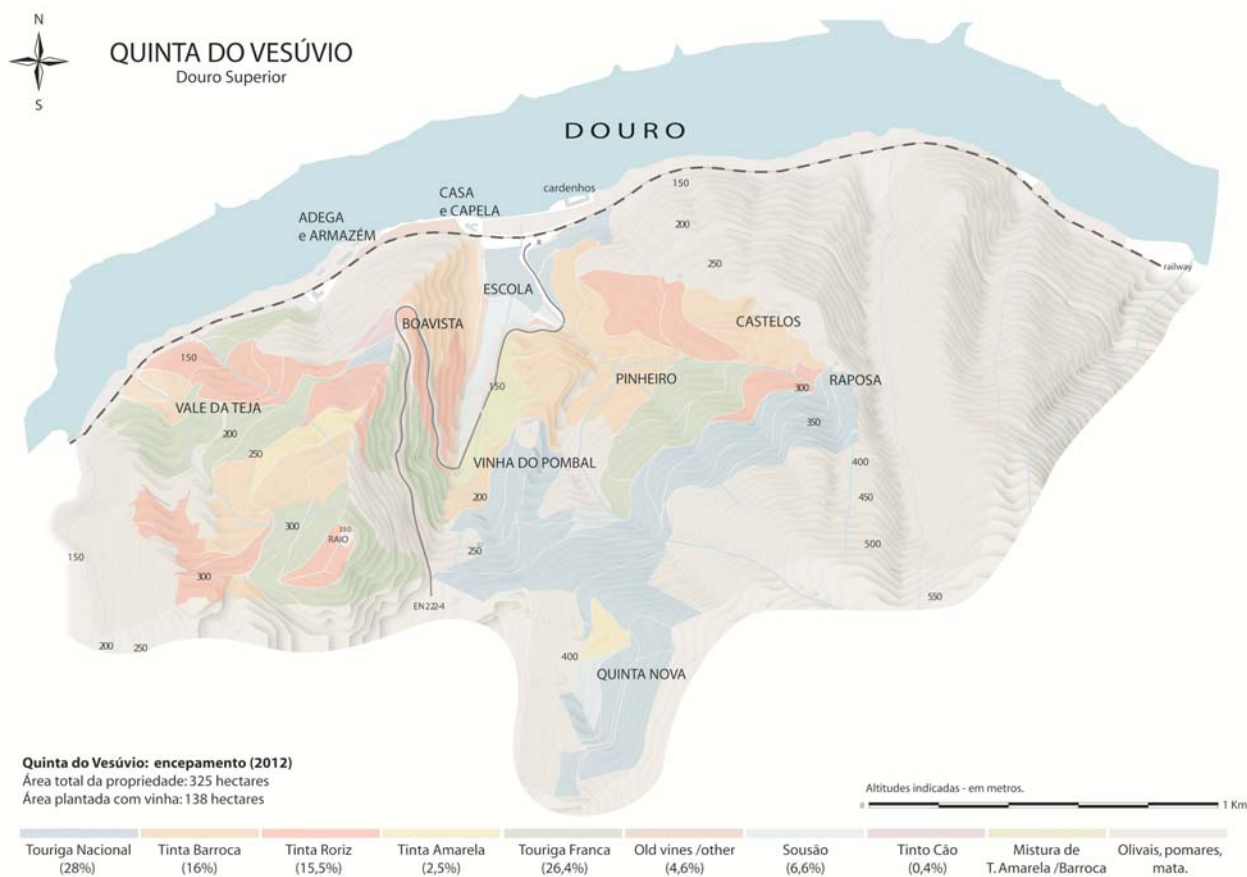 N
S
QUINTA DO VESÚVIO
Douro Superior
DOURO
cardenhos
CASA
e CAPELA
ADEGA
e ARMAZÉM
150
200
250
railway
ESCOLA
BOAVISTA
CASTELOS
150
150
PINHEIRO
RAPOSA
300
350
VALE DA TEJA
200
250
VINHA DO POMBAL
400
200
450
300
350
RAIO
250
500
150
300
EN222-4
550
200
250
400
QUINTA NOVA
Quinta do Vesúvio: encepamento (2012)
Área total da propriedade: 325 hectares
Área plantada com vinha: 138 hectares
Altitudes indicadas - em metros.
0
1 Km
Touriga Nacional
(28%)
Tinta Barroca
(16%)
Tinta Roriz
(15,5%)
Tinta Amarela
(2,5%)
Touriga Franca
(26,4%)
Old vines /other
(4,6%)
Sousão
(6,6%)
Tinto Cão
(0,4%)
Mistura de
T. Amarela /Barroca
Olivais, pomares,
mata.